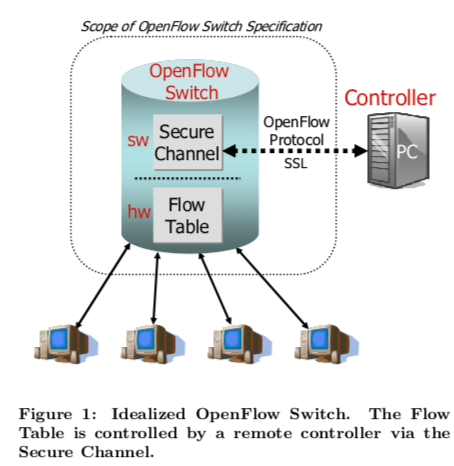 Scope of OpenFlow Switch Specification
OpenFlow
Switch
Controller
sw
Secure
Channel
OpenFlow
Protocol
SSL
PC
hw
Flow
Table
Figure 1: Idealized OpenFlow Switch. The Flow
Table is controlled by a remote controller via the
Secure Channel.